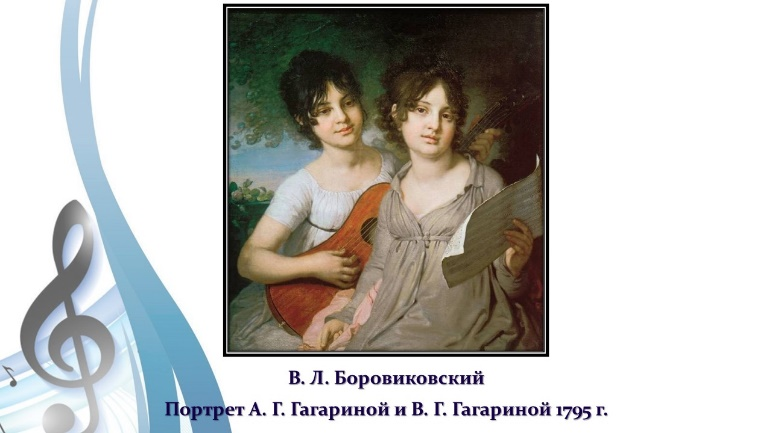 В. Л. Боровиковский
Портрет А. Г. Гагариной и В. Г. Гагариной 1795 г.